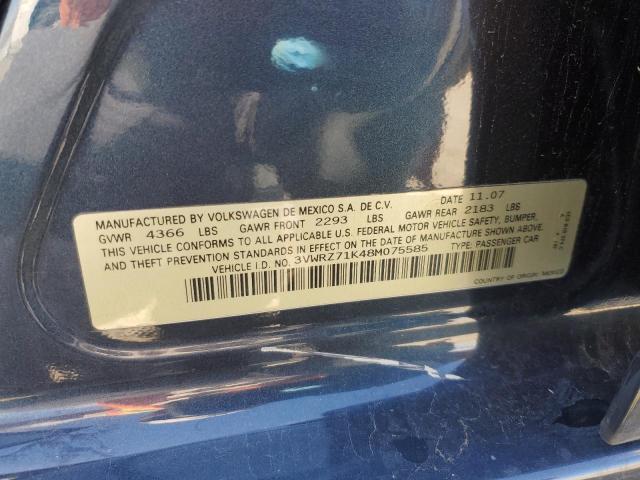 MANUFACTURED BY VOLKSWAGEN DE MEXICO S.A. DE C.V. DATE 11.07
GVWR 4366 LBS GAWR FRONT 2293 LBS GAWR REAR 2183 LBS
THIS VEHICLE CONFORMS TO ALL APPLICABLE U.S. FEDERAL MOTOR VEHICLE SAFETY, BUMPER,
AND THEFT PREVENTION STANDARDS IN EFFECT ON THE DATE OF MANUFACTURE SHOWN ABOVE.
VEHICLE I.D. NO. 3VWRZ71K48M075585 TYPE: PASSENGER CAR
COUNTRY OF ORIGIN: MEXICO